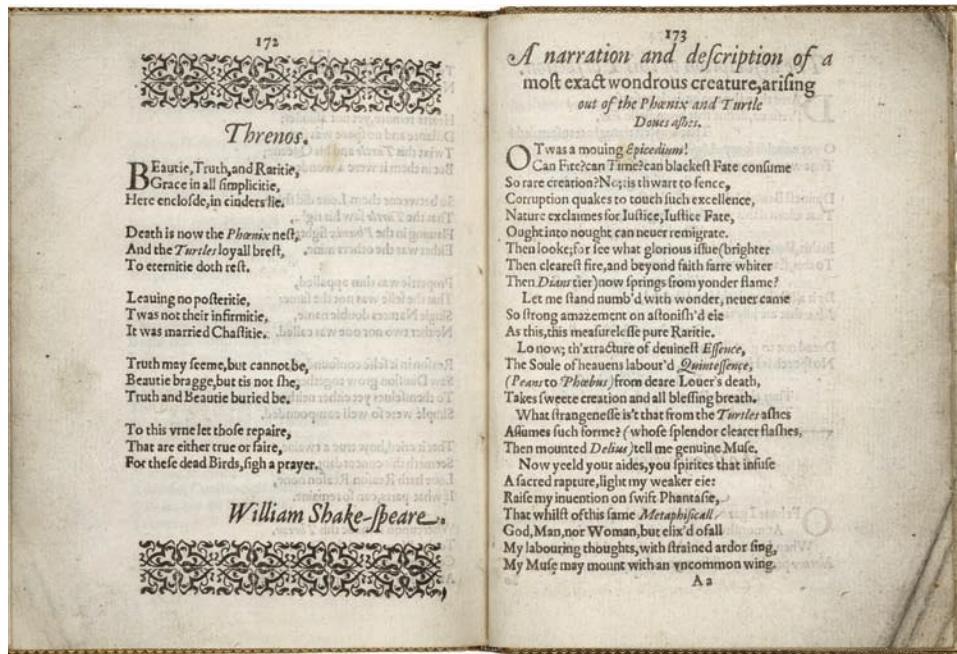 172
Threnos.
BEautie, Truth, and Raritie,
Grace in all simplicitie,
Here enclosde, in cinders lie.
Death is now the Phœnix nest,
And the Turtles loyall brest,
To eternitie doth rest.
Leauing no posteritie,
Twas not their infirmitie,
It was married Chastitie.
Truth may seeme, but cannot be,
Beautie bragge, but tis not she,
Truth and Beautie buried be.
To this vrne let those repaire,
That are either true or faire,
For these dead Birds, sigh a prayer.
William Shake-speare.
173
A narration and description of a
most exact wondrous creature, arising
out of the Phœnix and Turtle
Doues ashes.
O Twas a mouing Epicedium!
Can Fire? can Time? can blackest Fate consume
So rare creation? No; tis thwart to sence,
Corruption quakes to touch such excellence,
Nature exclaimes for Iustice, Iustice Fate,
Ought into nought can neuer remigrate.
Then looke; for see what glorious issue (brighter
Then clearest fire, and beyond faith farre whiter
Then Dians tier) now springs from yonder flame?
Let me stand numb'd with wonder, neuer came
So strong amazement on astonish'd eie
As this, this measurelesse pure Raritie.
Lo now; th'xtracture of deuinest Essence,
The Soule of heauens labour'd Quintessence,
(Peans to Phœbus) from deare Louer's death,
Takes sweete creation and all blessing breath.
What strangenesse is't that from the Turtles ashes
Assumes such forme? (whose splendor clearer flashes,
Then mounted Delius) tell me genuine Muse.
Now yeeld your aides, you spirites that infuse
A sacred rapture, light my weaker eie:
Raise my inuention on swift Phantasie,
That whilst of this same Metaphisicall
God, Man, nor Woman, but elix'd of all
My labouring thoughts, with strained ardor sing,
My Muse may mount with an vncommon wing.
A a